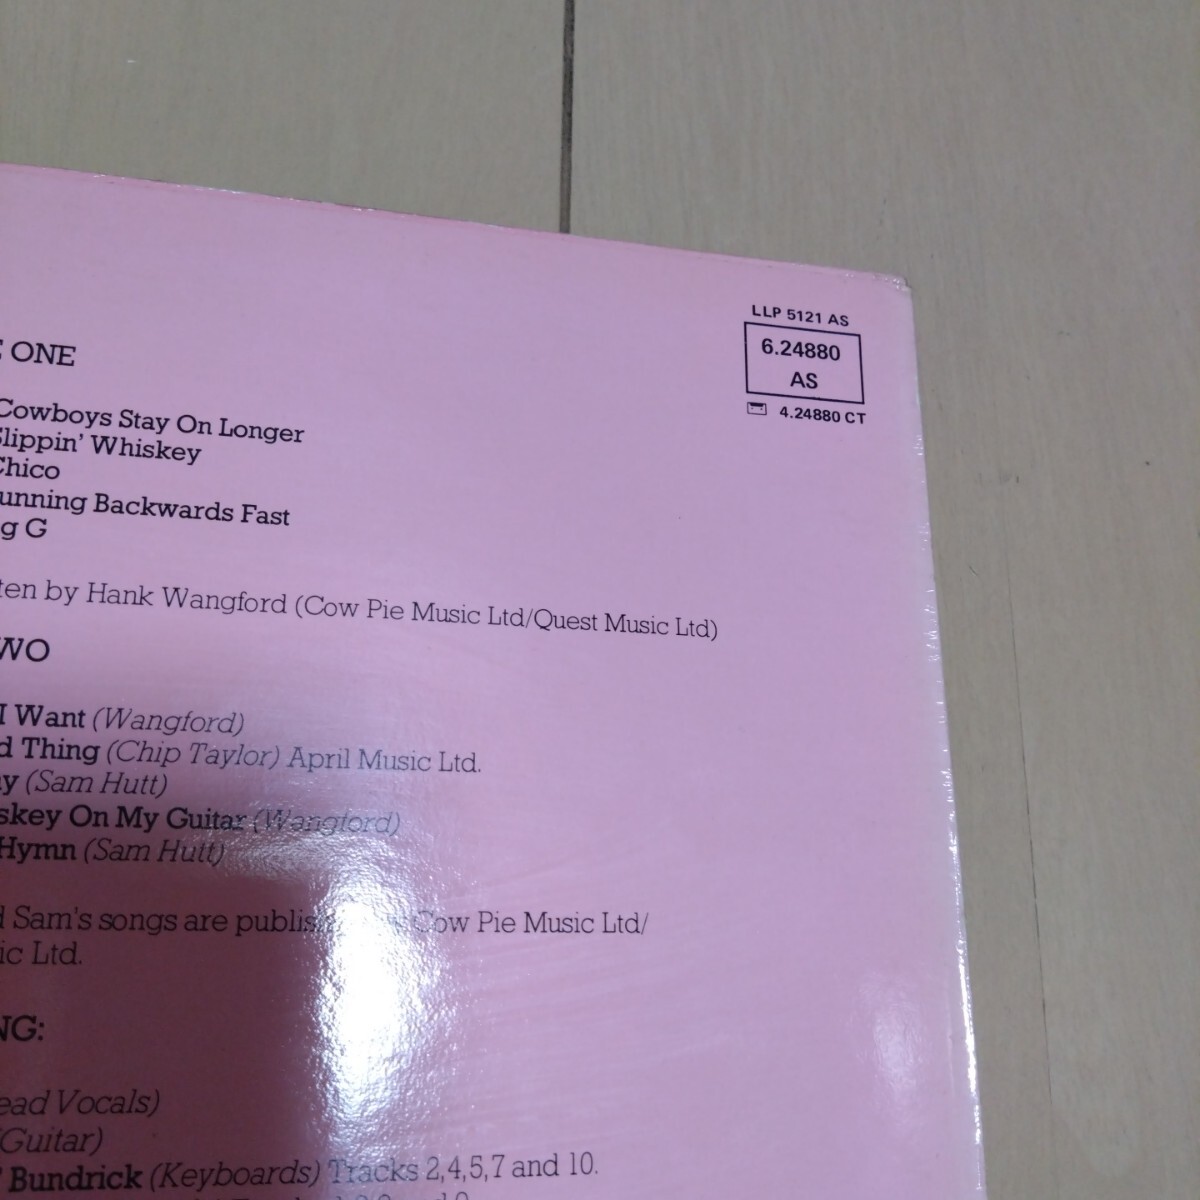 LLP 5121 AS
6.24880
AS
4.24880 CT
ONE
Cowboys Stay On Longer
Slippin' Whiskey
Chico
unning Backwards Fast
g G
ten by Hank Wangford (Cow Pie Music Ltd/Quest Music Ltd)
WO
I Want (Wangford)
d Thing (Chip Taylor) April Music Ltd.
y (Sam Hutt)
skey On My Guitar (Wangford)
Hymn (Sam Hutt)
d Sam's songs are publis Cow Pie Music Ltd/
ic Ltd.
NG:
ead Vocals)
(Guitar)
Bundrick (Keyboards) Tracks 2,4,5,7 and 10.